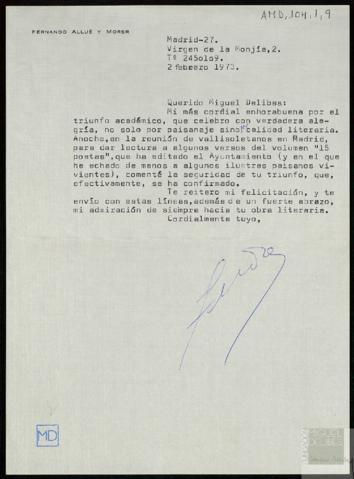 AMD, 104, 1, 9
FERNANDO ALLUÉ Y MORER
Madrid-27.
Virgen de la Monjía,2.
Tª 245olo9.
2 febrero 1973.
Querido Miguel Delibes:
Mi más cordial enhorabuena por el
triunfo académico, que celebro con verdadera ale-
gría, no solo por paisanaje sino lealidad literaria.
Anoche,en la reunión de vallisoletanos en Madrid,
para dar lectura a algunos versos del volumen "15
poetas",que ha editado el Ayuntamiento (y en el que
he echado de menos a algunos ilustres paisanos vi-
vientes), comenté la seguridad de tu triunfo, que,
efectivamente, se ha confirmado.
Te reitero mi felicitación, y te
envío con estas líneas,además de un fuerte abrazo,
mi admiración de siempre hacia tu obra literaria.
Cordialmente tuyo,
MD